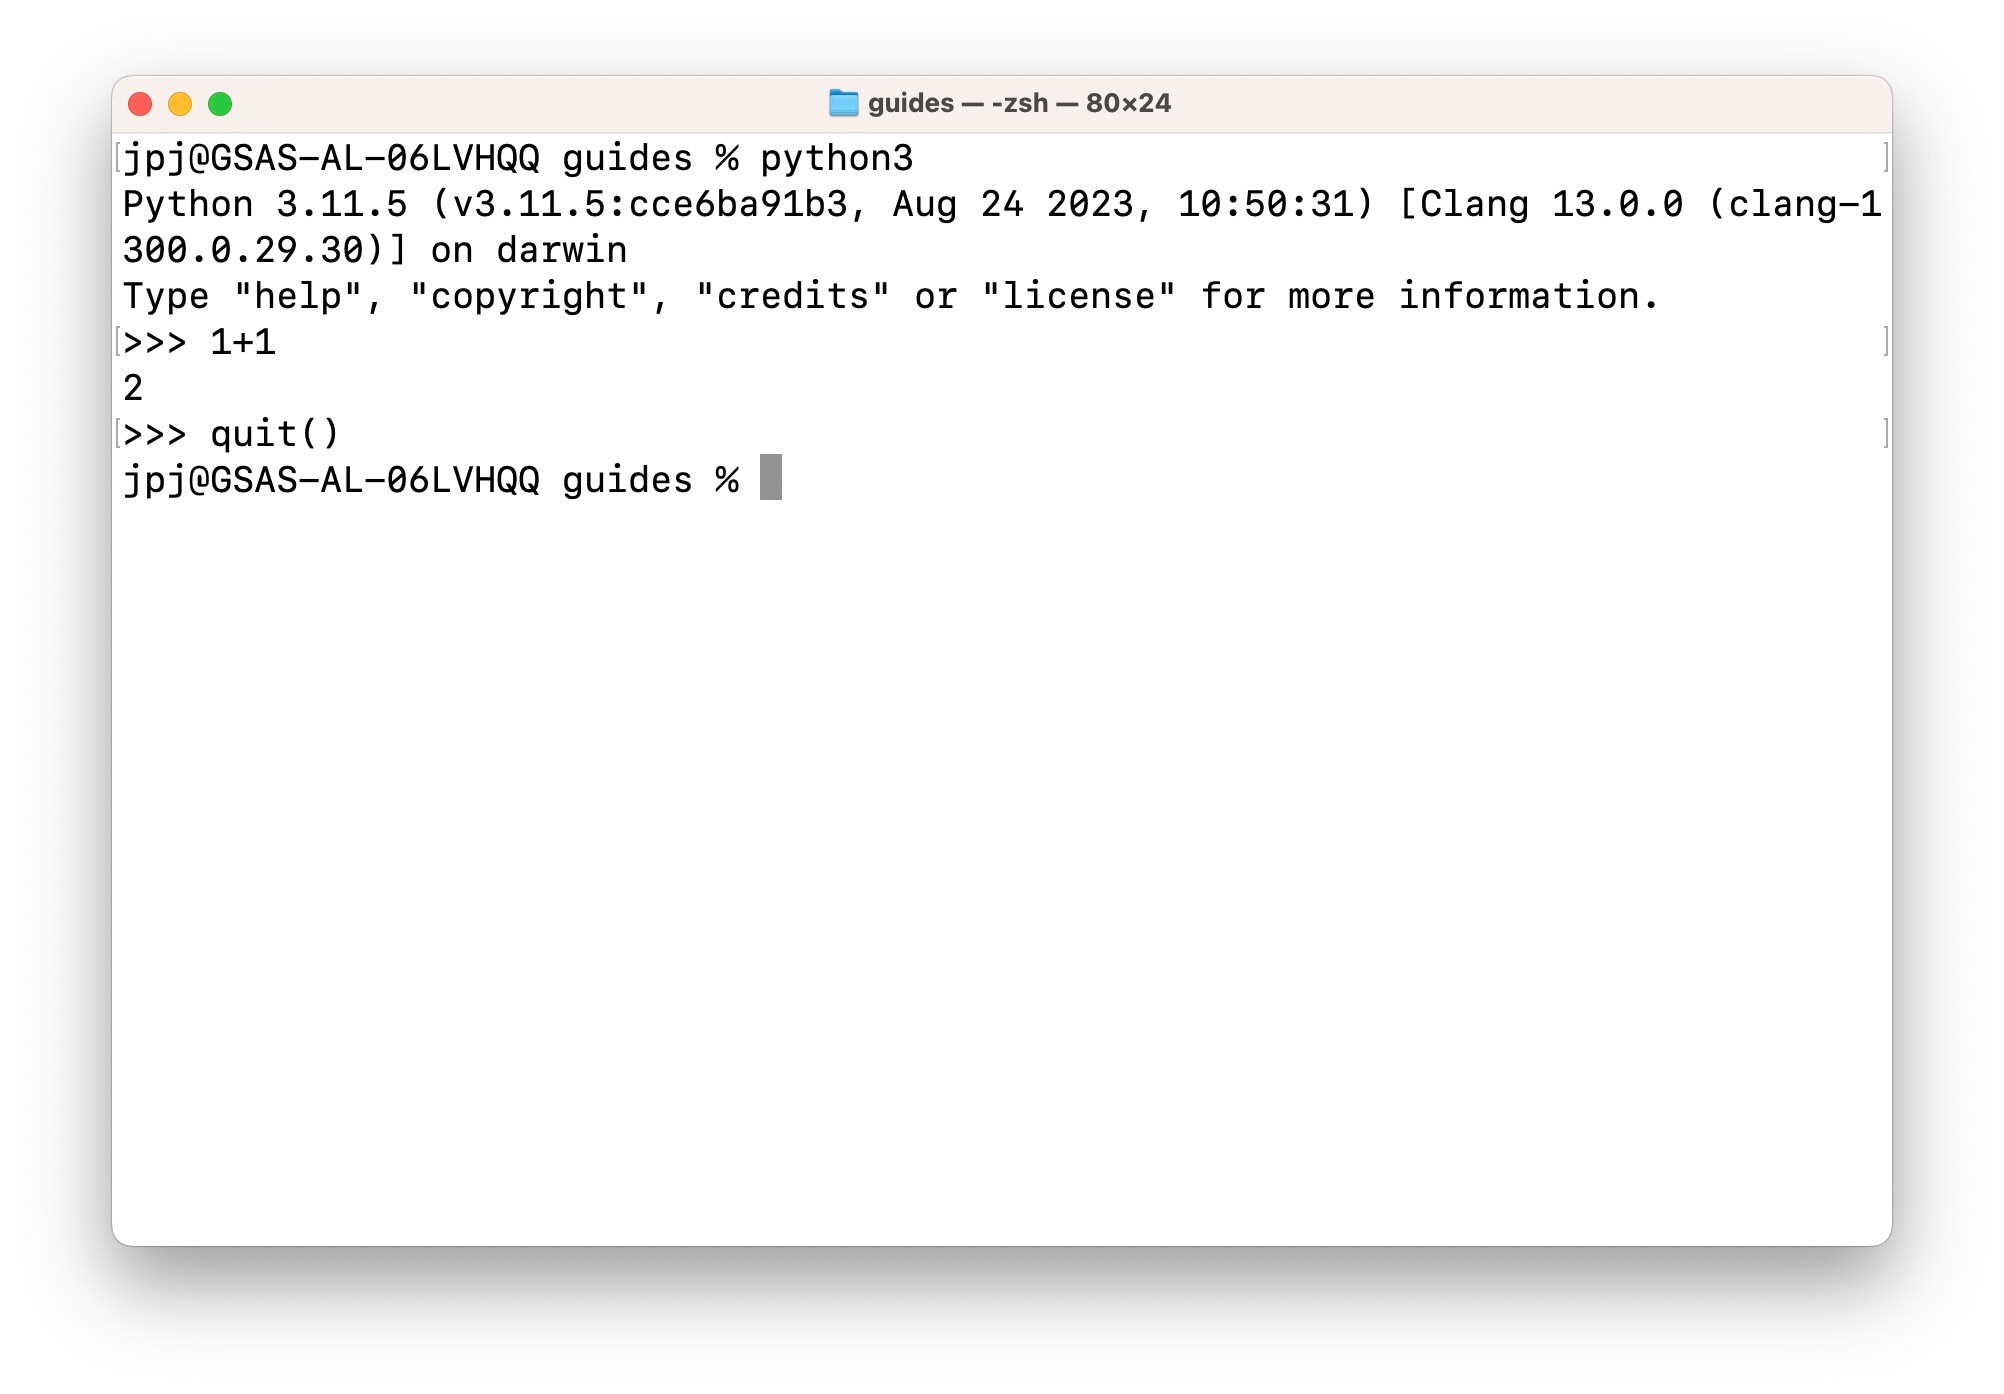 guides — -zsh — 80×24
jpj@GSAS-AL-06LVHQQ guides % python3
Python 3.11.5 (v3.11.5:cce6ba91b3, Aug 24 2023, 10:50:31) [Clang 13.0.0 (clang-1
300.0.29.30)] on darwin
Type "help", "copyright", "credits" or "license" for more information.
>>> 1+1
2
>>> quit()
jpj@GSAS-AL-06LVHQQ guides %